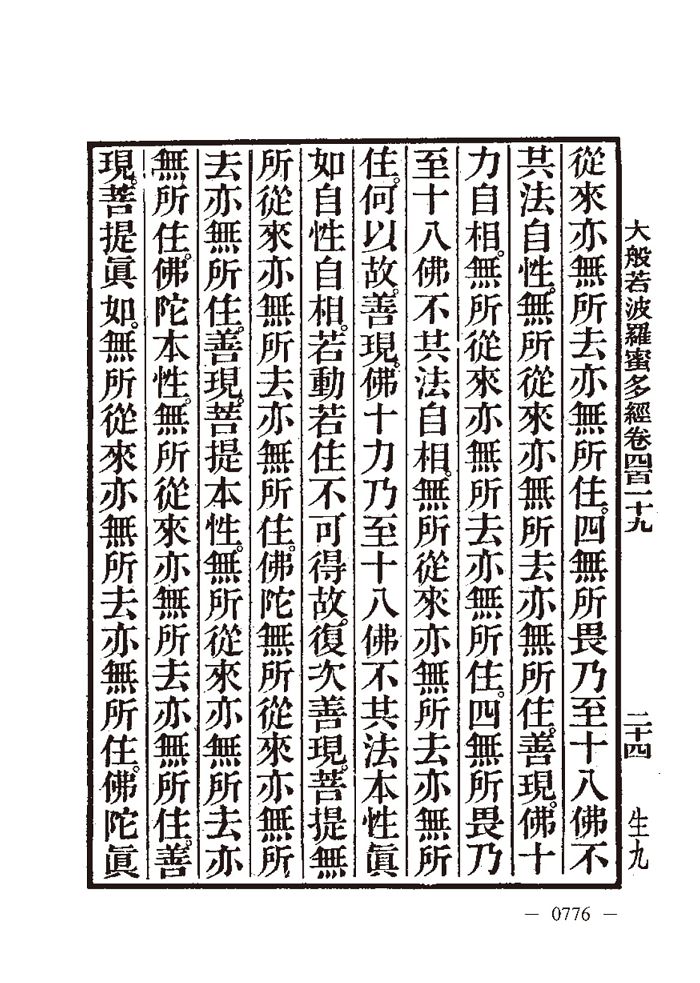 大般若波羅蜜多經卷四百一十九 二十四 生九
從來亦無所去亦無所住。四無所畏乃至十八佛不
共法自性。無所從來亦無所去亦無所住。善現。佛十
力自相。無所從來亦無所去亦無所住。四無所畏乃
至十八佛不共法自相。無所從來亦無所去亦無所
住。何以故。善現。佛十力乃至十八佛不共法本性眞
如自性自相。若動若住不可得故。復次善現。菩提無
所從來亦無所去亦無所住。佛陀無所從來亦無所
去亦無所住。善現。菩提本性。無所從來亦無所去亦
無所住。佛陀本性。無所從來亦無所去亦無所住。善
現。菩提眞如。無所從來亦無所去亦無所住。佛陀眞
— 0776 —